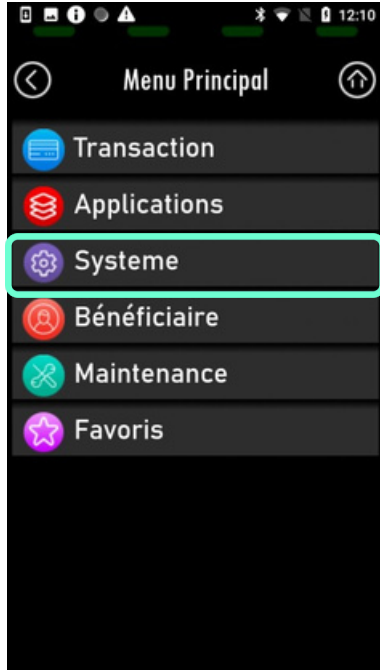 12:10
Menu Principal
Transaction
Applications
Systeme
Bénéficiaire
Maintenance
Favoris